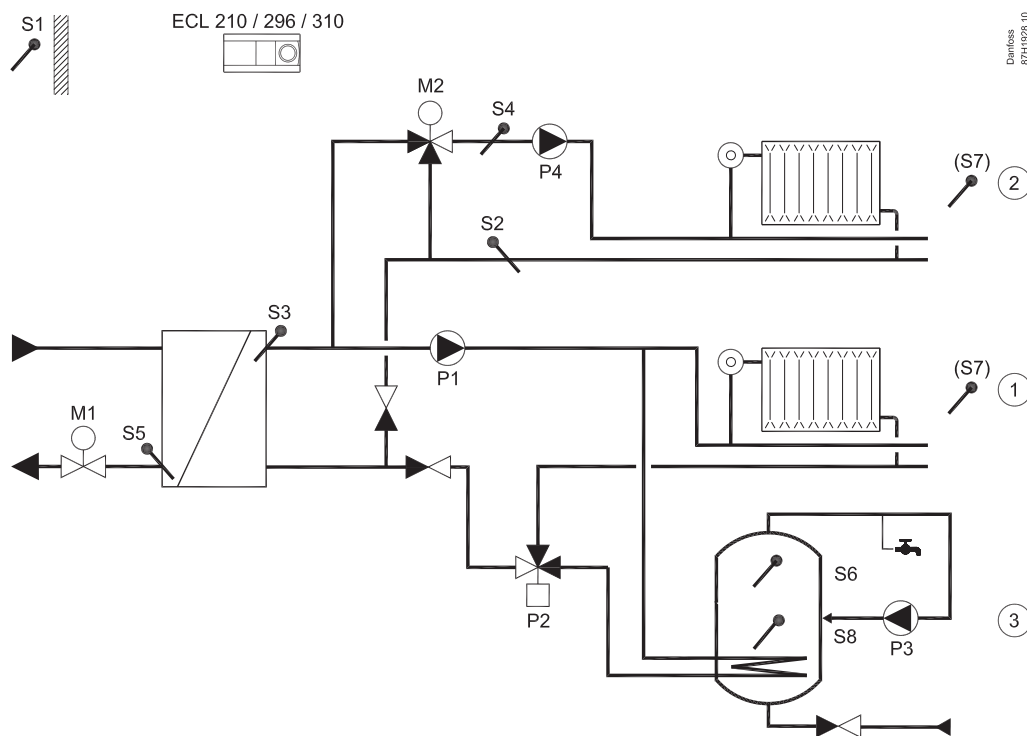 S1
ECL 210 / 296 / 310
Danfoss
87H1928.10
M2
S4
P4
(S7)
2
S2
S3
P1
(S7)
1
M1
S5
P2
S6
S8
P3
3